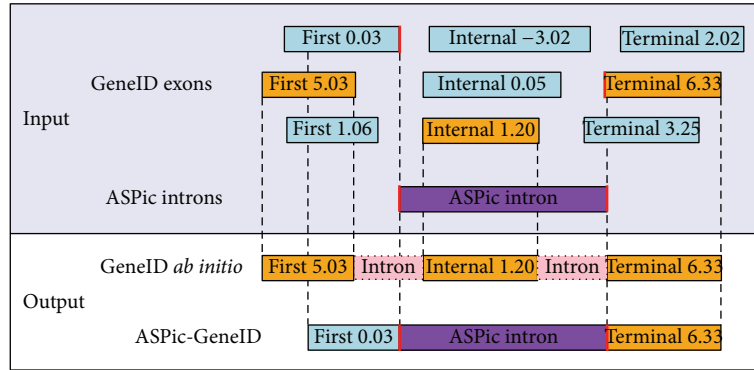 First 0.03 Internal −3.02 Terminal 2.02
GeneID exons First 5.03 Internal 0.05 Terminal 6.33
Input
First 1.06 Internal 1.20 Terminal 3.25
ASPic introns ASPic intron
GeneID ab initio First 5.03 Intron Internal 1.20 Intron Terminal 6.33
Output
ASPic-GeneID First 0.03 ASPic intron Terminal 6.33